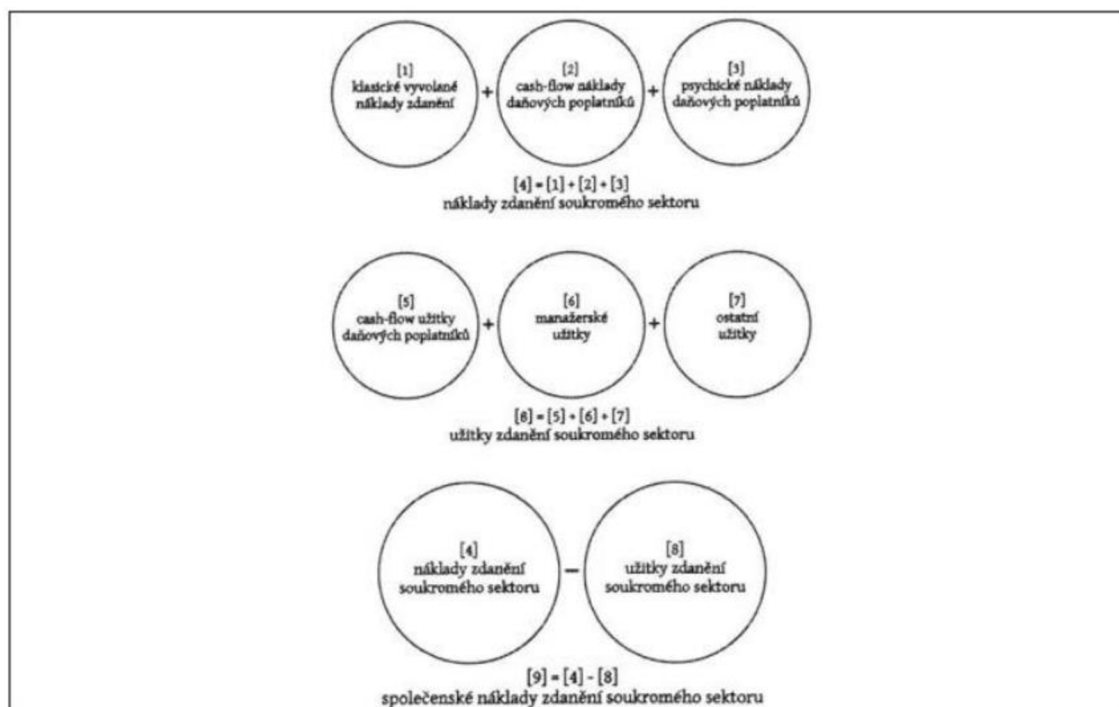 [1]
klasické vyvolané
náklady zdanění
+
[2]
cash-flow náklady
daňových poplatníků
+
[3]
psychické náklady
daňových poplatníků
[4] = [1] + [2] + [3]
náklady zdanění soukromého sektoru
[5]
cash-flow užitky
daňových poplatníků
+
[6]
manažerské
užitky
+
[7]
ostatní
užitky
[8] = [5] + [6] + [7]
užitky zdanění soukromého sektoru
[4]
náklady zdanění
soukromého sektoru
−
[8]
užitky zdanění
soukromého sektoru
[9] = [4] - [8]
společenské náklady zdanění soukromého sektoru